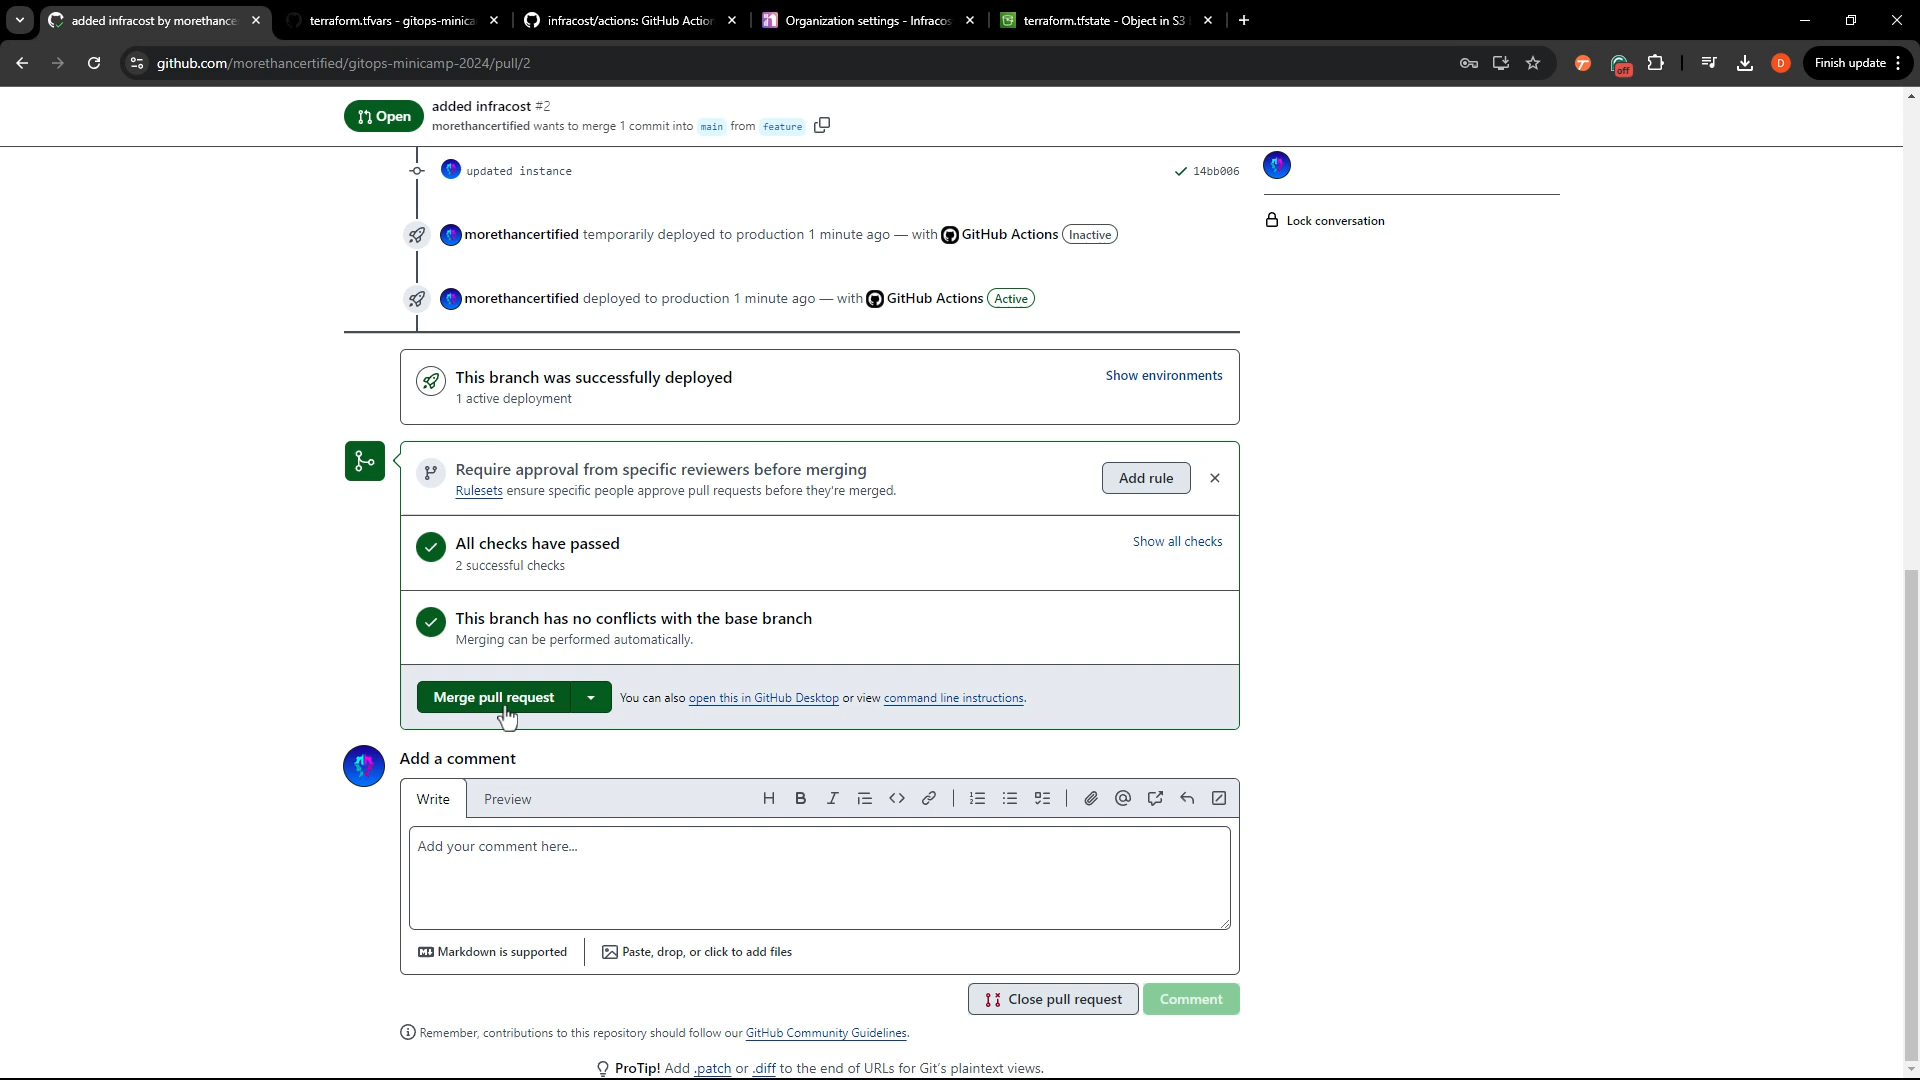 added infracost by morethance
terraform.tfvars - gitops-minica
infracost/actions: GitHub Action
Organization settings - Infracos
terraform.tfstate - Object in S3
github.com/morethancertified/gitops-minicamp-2024/pull/2
off
D
Finish update
Open
added infracost #2
morethancertified wants to merge 1 commit into main from feature
updated instance
14bb006
morethancertified temporarily deployed to production 1 minute ago — with GitHub Actions Inactive
morethancertified deployed to production 1 minute ago — with GitHub Actions Active
Lock conversation
This branch was successfully deployed
1 active deployment
Show environments
Require approval from specific reviewers before merging
Rulesets ensure specific people approve pull requests before they're merged.
Add rule
All checks have passed
2 successful checks
Show all checks
This branch has no conflicts with the base branch
Merging can be performed automatically.
Merge pull request
You can also open this in GitHub Desktop or view command line instructions.
Add a comment
Write
Preview
Add your comment here...
Markdown is supported
Paste, drop, or click to add files
Close pull request
Comment
Remember, contributions to this repository should follow our GitHub Community Guidelines.
ProTip! Add .patch or .diff to the end of URLs for Git's plaintext views.